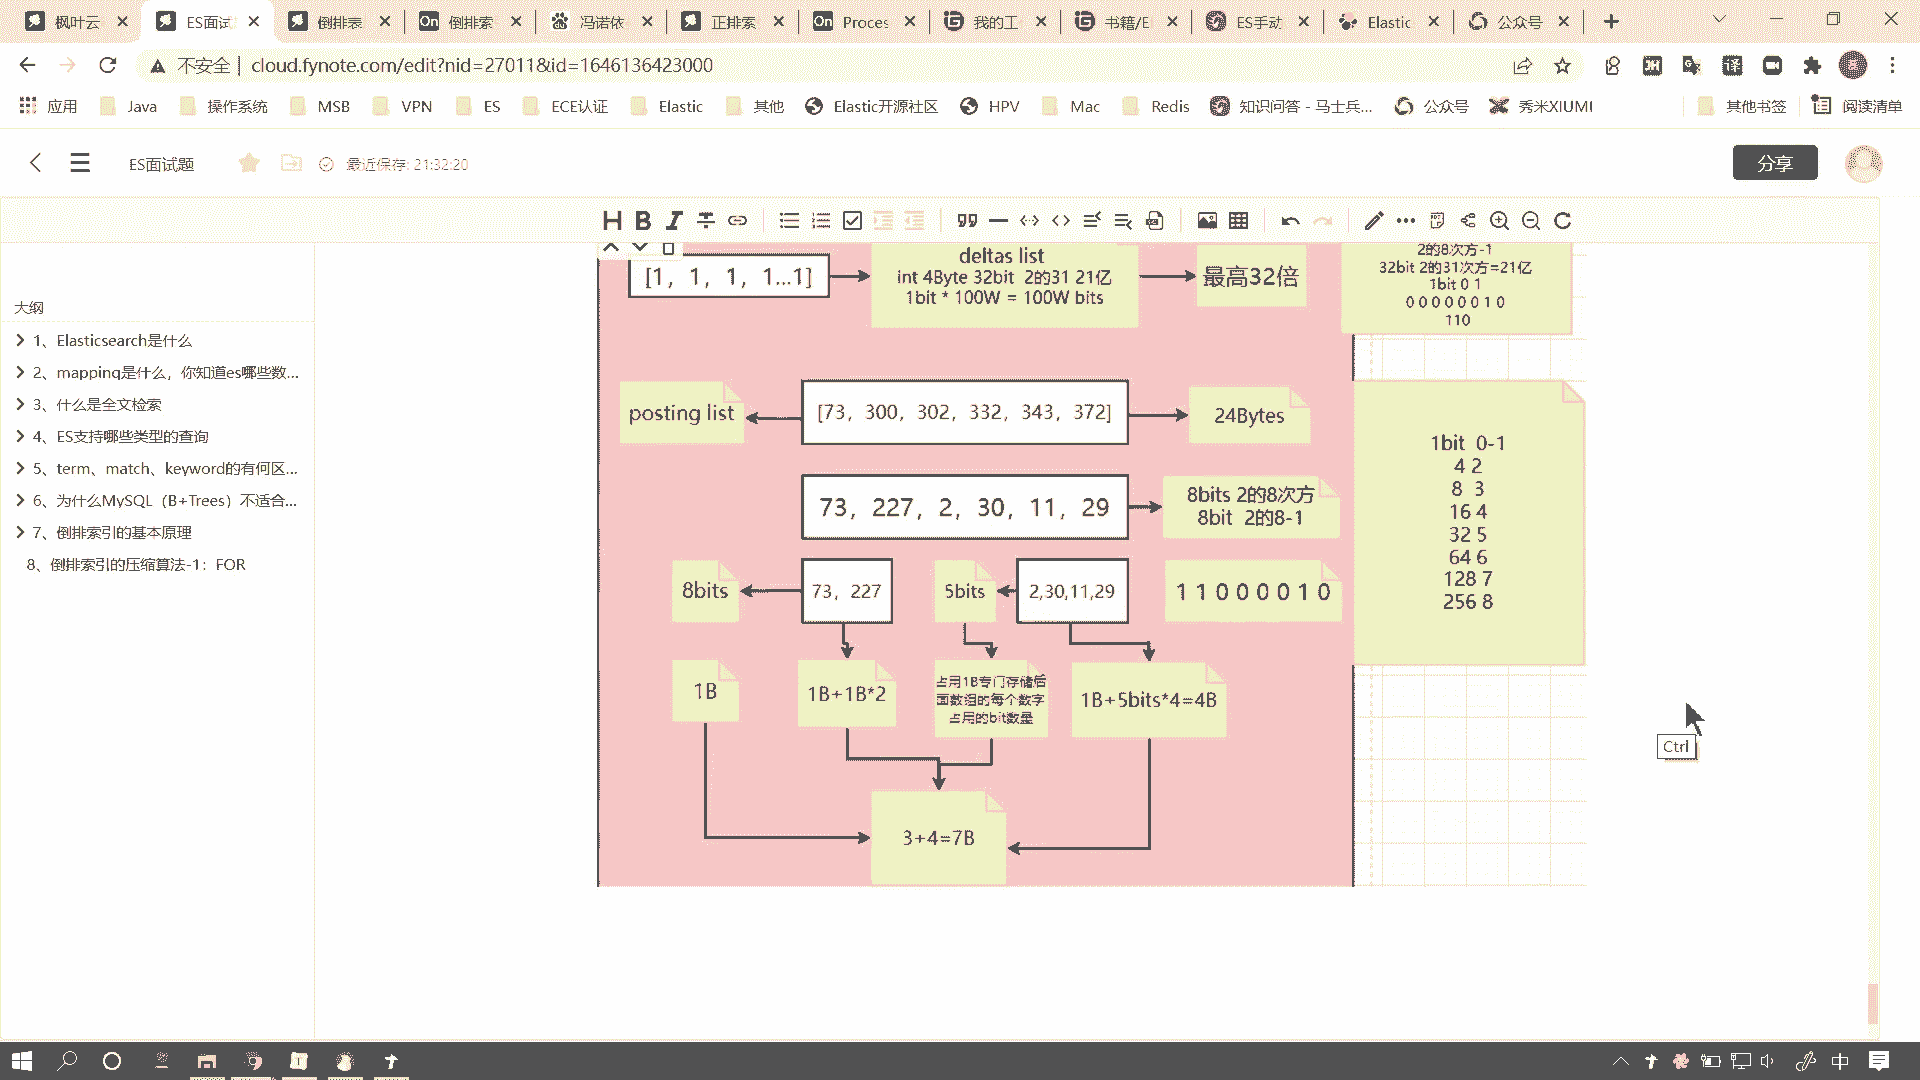 枫叶云
ES面试
倒排表
倒排索
冯诺依
正排索
Proces
我的工
书籍/El
ES手动
Elastic
公众号
不安全 | cloud.fynote.com/edit?nid=27011&id=1646136423000
应用
Java
操作系统
MSB
VPN
ES
ECE认证
Elastic
其他
Elastic开源社区
HPV
Mac
Redis
知识问答 - 马士兵...
公众号
秀米XIUMI
其他书签
阅读清单
ES面试题
最近保存: 21:32:20
分享
大纲
1、Elasticsearch是什么
2、mapping是什么，你知道es哪些数...
3、什么是全文检索
4、ES支持哪些类型的查询
5、term、match、keyword的有何区...
6、为什么MySQL（B+Trees）不适合...
7、倒排索引的基本原理
8、倒排索引的压缩算法-1：FOR
[1，1，1，1...1]
deltas list
int 4Byte 32bit 2的31 21亿
1bit * 100W = 100W bits
最高32倍
2的8次方-1
32bit 2的31次方=21亿
1bit 0 1
0 0 0 0 0 0 1 0
110
posting list
[73，300，302，332，343，372]
24Bytes
73，227，2，30，11，29
8bits 2的8次方
8bit 2的8-1
1bit 0-1
4 2
8 3
16 4
32 5
64 6
128 7
256 8
8bits
73，227
5bits
2,30,11,29
1 1 0 0 0 0 1 0
1B
1B+1B*2
占用1B专门存储后
面数组的每个数字
占用的bit数量
1B+5bits*4=4B
3+4=7B
Ctrl
中